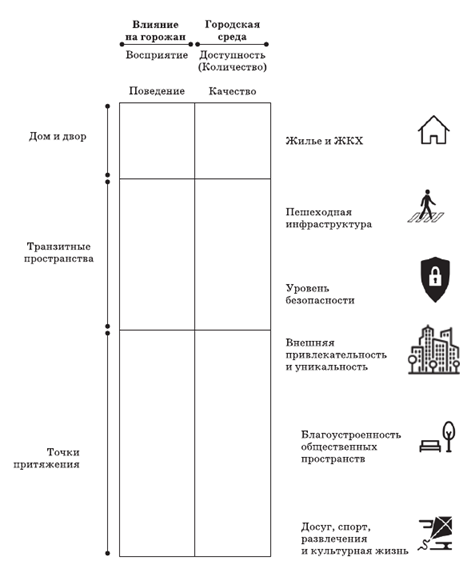 Влияние
на горожан
Городская
среда
Восприятие
Доступность
(Количество)
Поведение
Качество
Дом и двор
Жилье и ЖКХ
Пешеходная
инфраструктура
Транзитные
пространства
Уровень
безопасности
Внешняя
привлекательность
и уникальность
Благоустроенность
общественных
пространств
Точки
притяжения
Досуг, спорт,
развлечения
и культурная жизнь